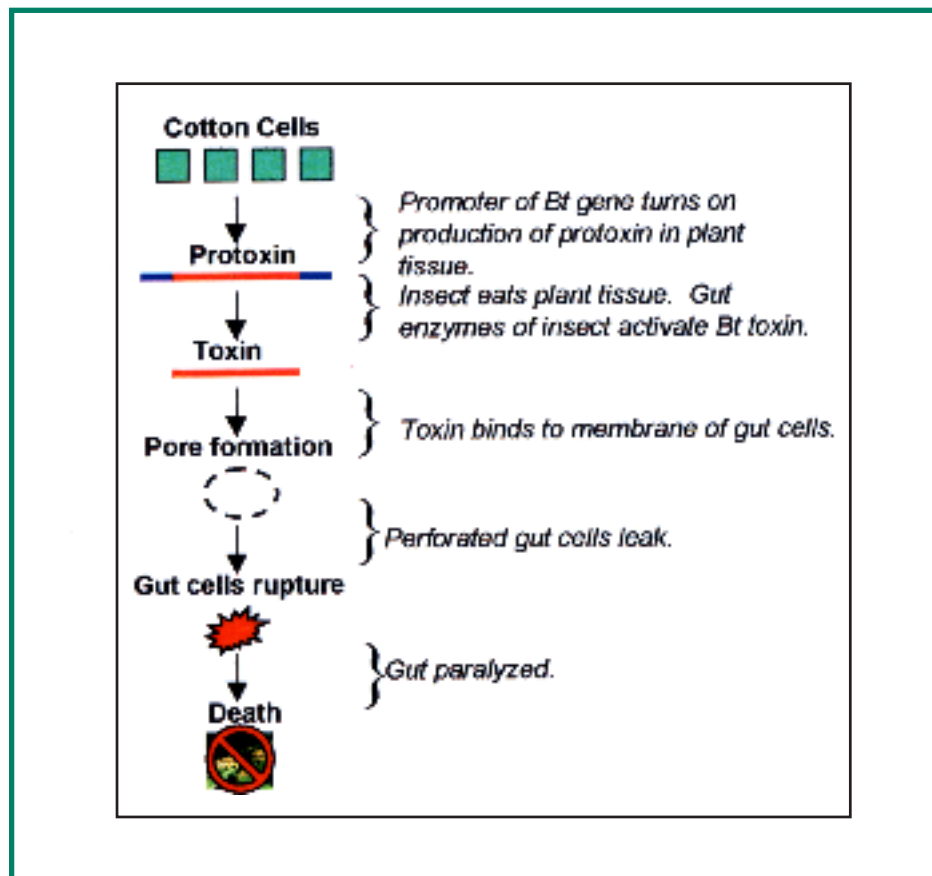 Cotton Cells
Promoter of Bt gene turns on
production of protoxin in plant
tissue.
Protoxin
Insect eats plant tissue. Gut
enzymes of insect activate Bt toxin.
Toxin
Toxin binds to membrane of gut cells.
Pore formation
Perforated gut cells leak.
Gut cells rupture
Gut paralyzed.
Death